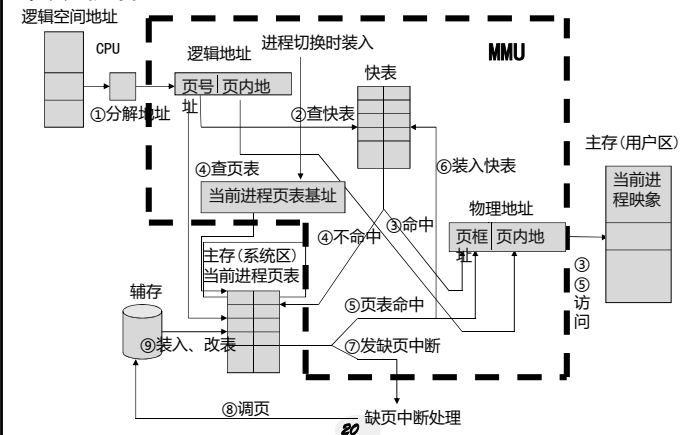 逻辑空间地址
CPU
逻辑地址
进程切换时装入
MMU
快表
页号 页内地
址
①分解地址
②查快表
主存(用户区)
④查页表
⑥装入快表
当前进
程映象
当前进程页表基址
物理地址
③命中
④不命中
页框 页内地
址
主存(系统区)
当前进程页表
③
⑤
访
问
辅存
⑤页表命中
⑨装入、改表
⑦发缺页中断
⑧调页
缺页中断处理
20